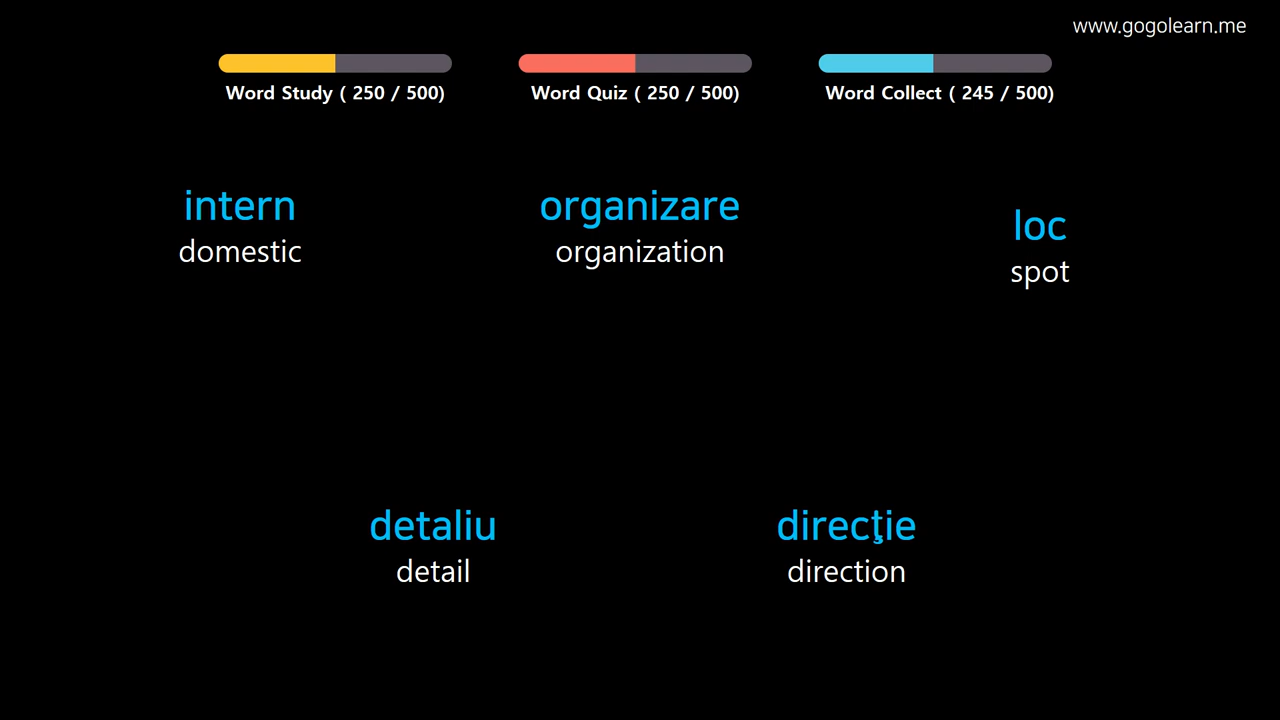 www.gogolearn.me
Word Study ( 250 / 500)
Word Quiz ( 250 / 500)
Word Collect ( 245 / 500)
intern
domestic
organizare
organization
loc
spot
detaliu
detail
direcţie
direction